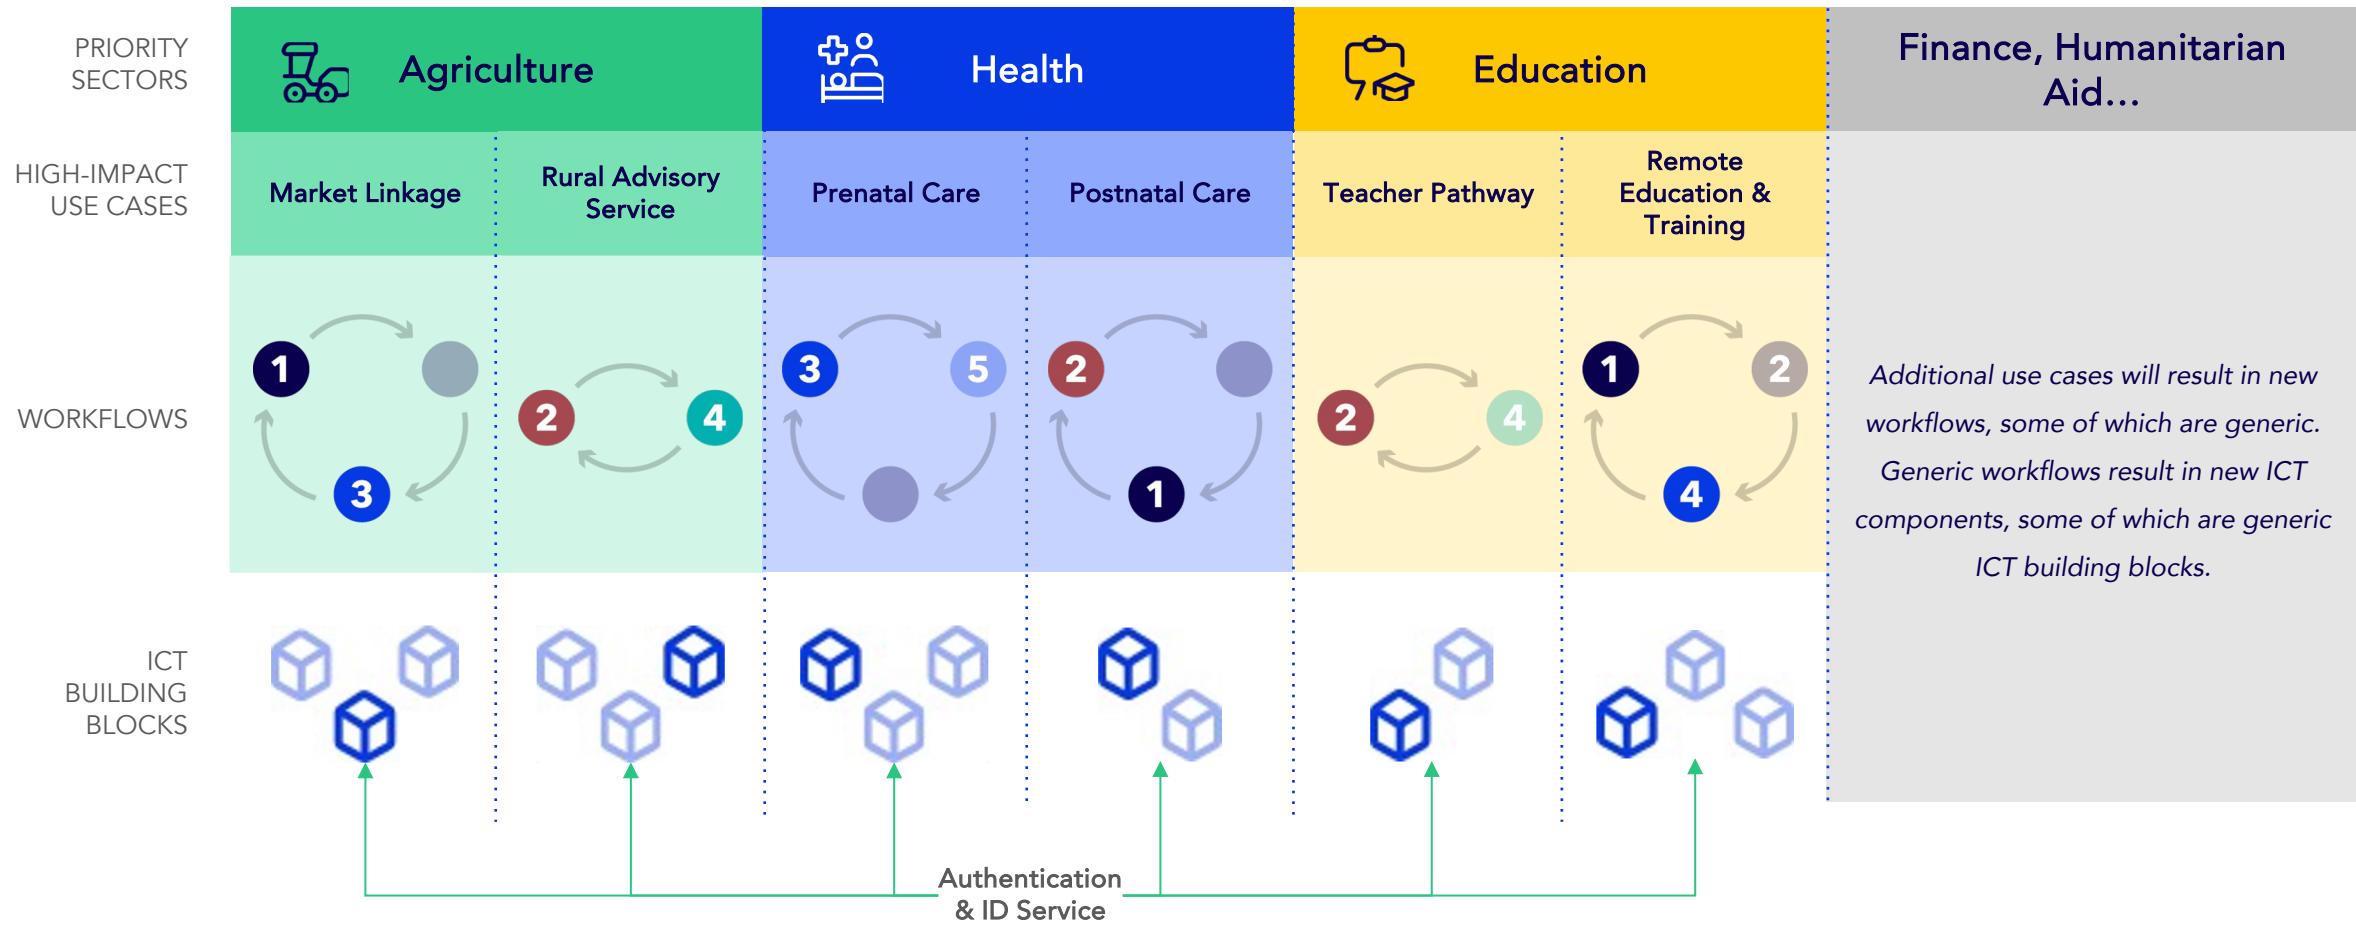 PRIORITY
SECTORS
Agriculture
Health
Education
Finance, Humanitarian
Aid...
HIGH-IMPACT
USE CASES
Market Linkage
Rural Advisory
Service
Prenatal Care
Postnatal Care
Teacher Pathway
Remote
Education &
Training
WORKFLOWS
1
3
2
4
3
5
2
1
2
4
1
2
4
Additional use cases will result in new
workflows, some of which are generic.
Generic workflows result in new ICT
components, some of which are generic
ICT building blocks.
ICT
BUILDING
BLOCKS
Authentication
& ID Service